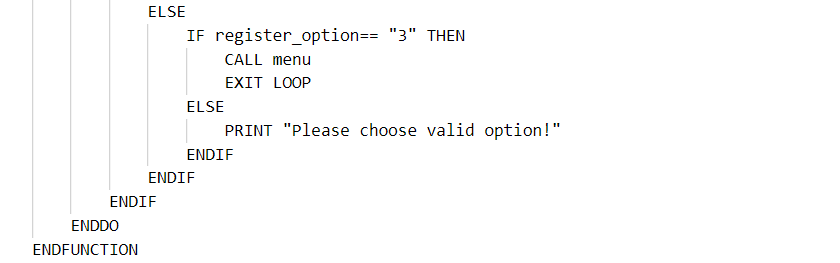 ELSE
IF register_option== "3" THEN
CALL menu
EXIT LOOP
ELSE
PRINT "Please choose valid option!"
ENDIF
ENDIF
ENDIF
ENDDO
ENDFUNCTION